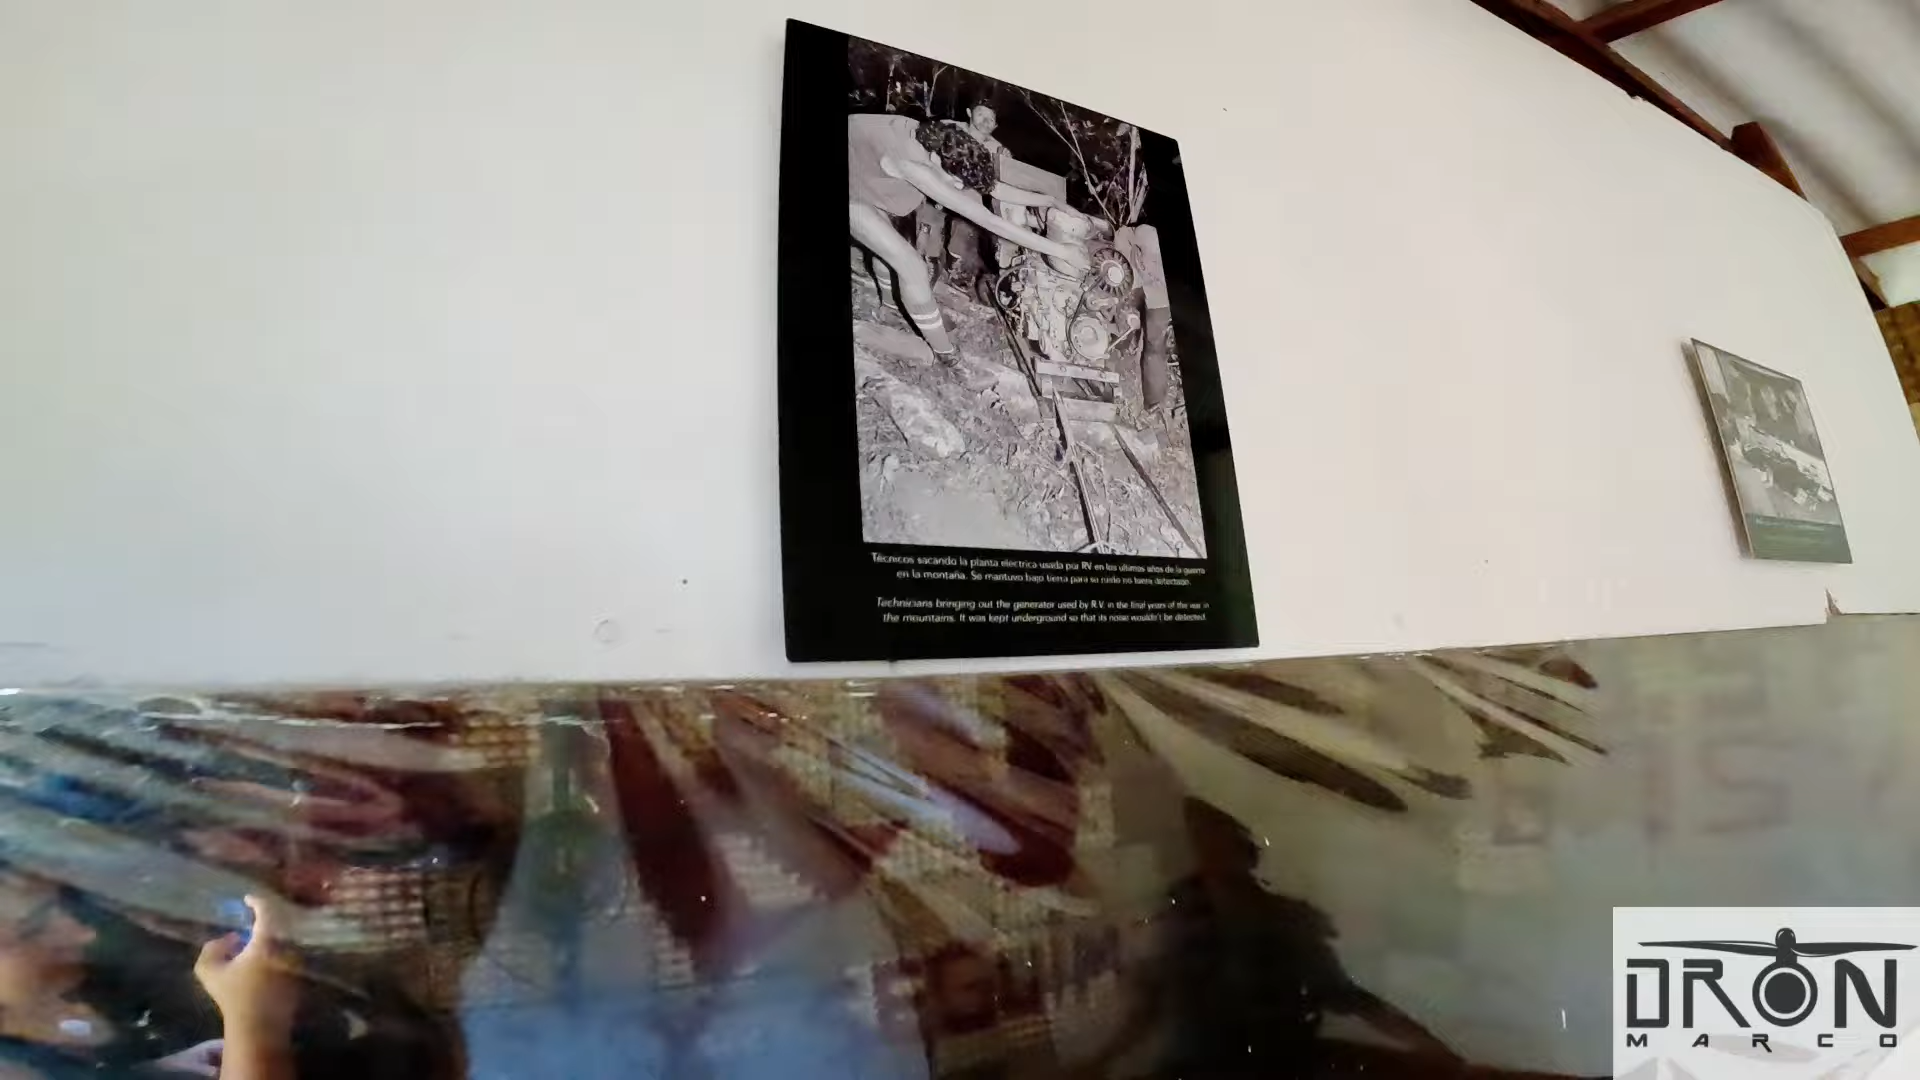 Técnicos sacando la planta eléctrica usada por RV en los últimos años de la guerra
en la montaña. Se mantuvo bajo tierra para su ruido no fuera detectado.
Technicians bringing out the generator used by R.V. in the final years of the war in
the mountains. It was kept underground so that its noise wouldn't be detected.
DRON
MARCO